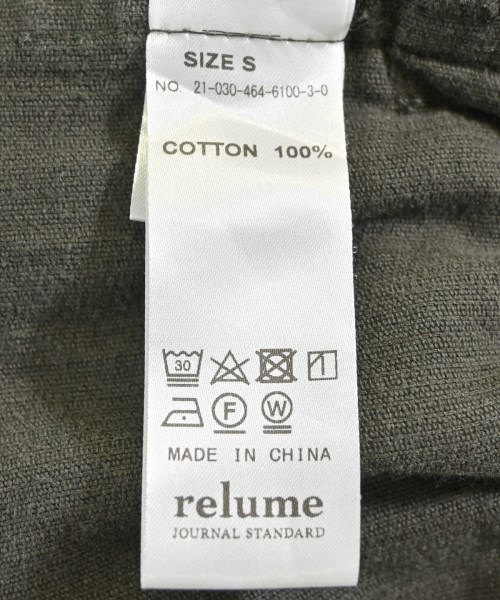 SIZE S
NO. 21-030-464-6100-3-0
COTTON 100%
30
F W
MADE IN CHINA
relume
JOURNAL STANDARD